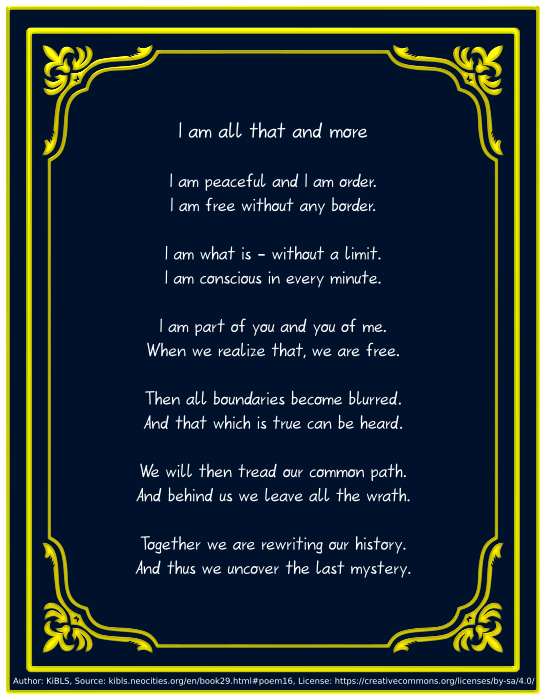 I am all that and more
I am peaceful and I am order.
I am free without any border.
I am what is – without a limit.
I am conscious in every minute.
I am part of you and you of me.
When we realize that, we are free.
Then all boundaries become blurred.
And that which is true can be heard.
We will then tread our common path.
And behind us we leave all the wrath.
Together we are rewriting our history.
And thus we uncover the last mystery.
Author: KiBLS, Source: kibls.neocities.org/en/book29.html#poem16, License: https://creativecommons.org/licenses/by-sa/4.0/